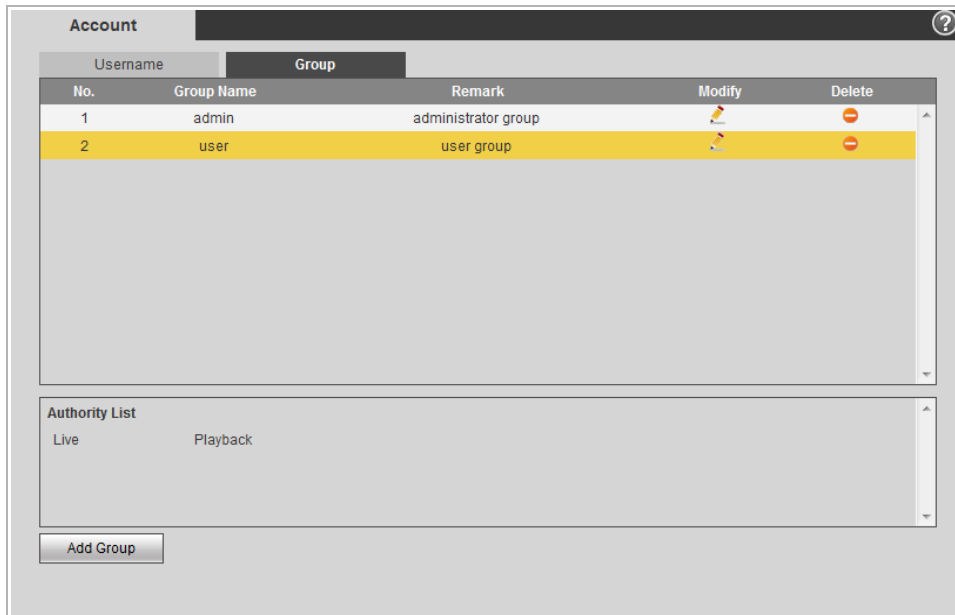 Account
?
Username Group
No. Group Name Remark Modify Delete
1 admin administrator group
2 user user group
Authority List
Live Playback
Add Group